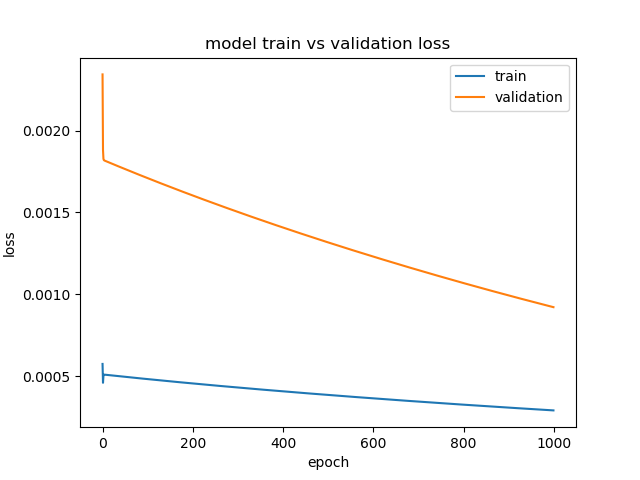 model train vs validation loss
train
validation
0.0020
0.0015
0.0010
0.0005
loss
0 200 400 600 800 1000
epoch